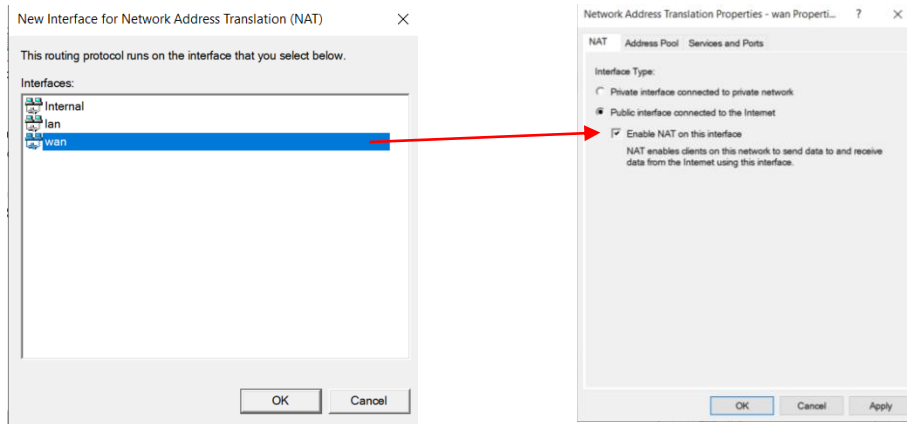 New Interface for Network Address Translation (NAT)
This routing protocol runs on the interface that you select below.
Interfaces:
Internal
lan
wan
OK Cancel
Network Address Translation Properties - wan Properti... ?
NAT Address Pool Services and Ports
Interface Type:
Private interface connected to private network
Public interface connected to the Internet
Enable NAT on this interface
NAT enables clients on this network to send data to and receive
data from the Internet using this interface.
OK Cancel Apply